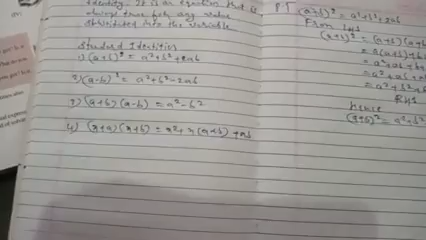 Identity. It is an equation that is
always true for any value
substituted into the variable
Standard Identities
1) (a+b)² = a²+b²+2ab
2) (a-b)² = a²+b²-2ab
3) (a+b) (a-b) = a²-b²
4) (x+a) (x+b) = x²+x(a+b)+ab
P.T (a+b)² = a²+b²+2ab
From LHS
(a+b)² = (a+b)(a+b
= a(a+b)+b
= a²+ab+b
= a²+ab+a
= a²+b²+
RHS
hence
(a+b)² = a²+b²